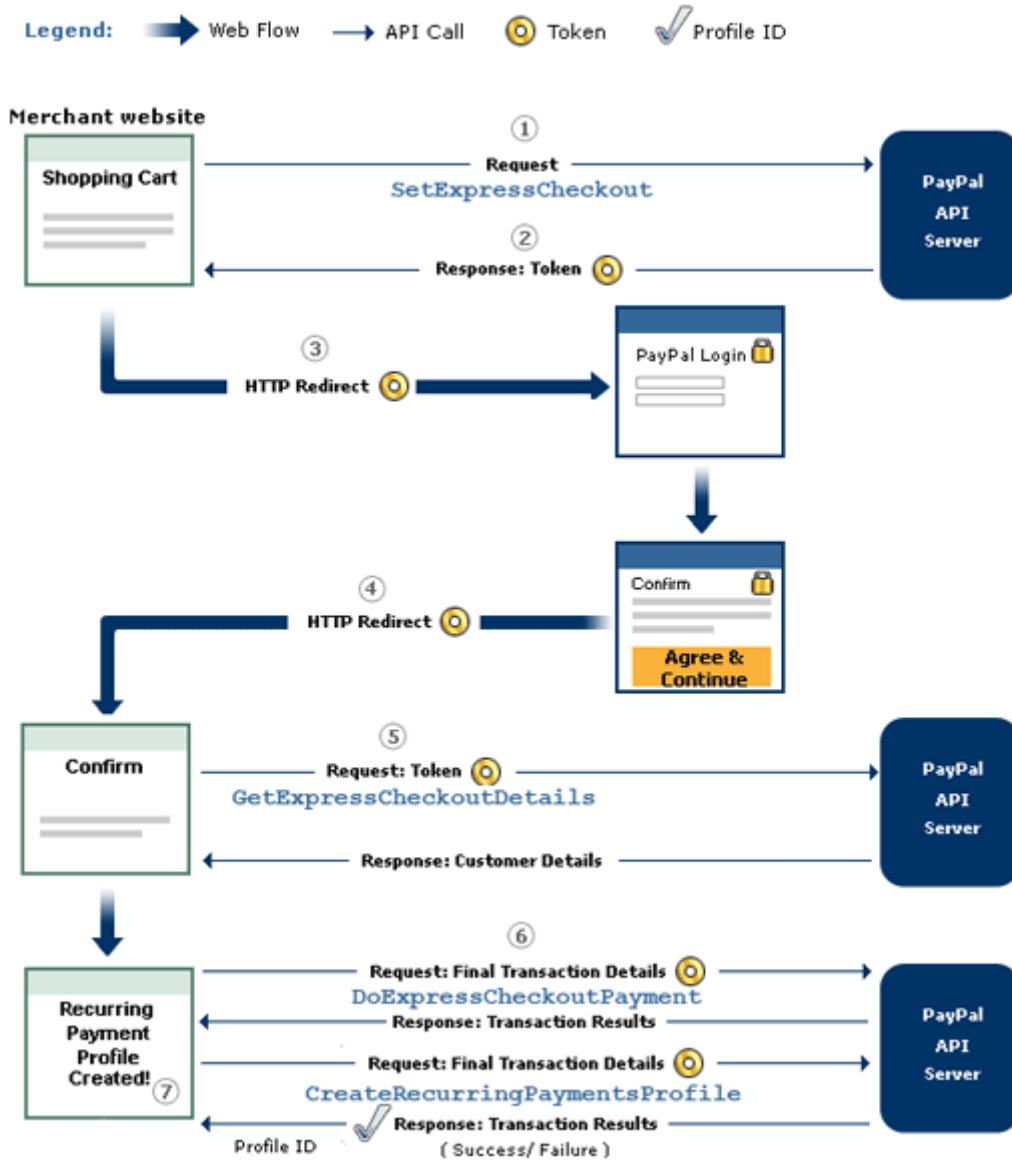 Legend: Web Flow API Call Token Profile ID
Merchant website
Shopping Cart
①
Request
SetExpressCheckout
PayPal
API
Server
②
Response: Token
③
HTTP Redirect
PayPal Login
④
HTTP Redirect
Confirm
Agree &
Continue
Confirm
⑤
Request: Token
GetExpressCheckoutDetails
PayPal
API
Server
Response: Customer Details
⑥
Request: Final Transaction Details
DoExpressCheckoutPayment
Response: Transaction Results
Recurring
Payment
Profile
Created!
⑦
PayPal
API
Server
Request: Final Transaction Details
CreateRecurringPaymentsProfile
Response: Transaction Results
Profile ID
( Success/ Failure )